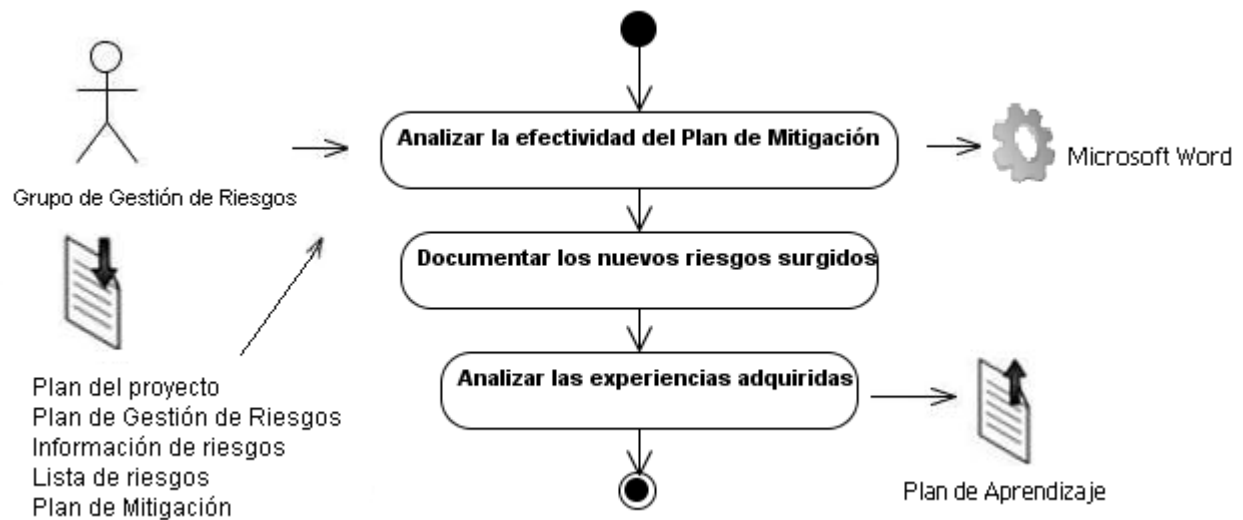 Analizar la efectividad del Plan de Mitigación
Microsoft Word
Grupo de Gestión de Riesgos
Documentar los nuevos riesgos surgidos
Analizar las experiencias adquiridas
Plan del proyecto
Plan de Gestión de Riesgos
Información de riesgos
Lista de riesgos
Plan de Mitigación
Plan de Aprendizaje